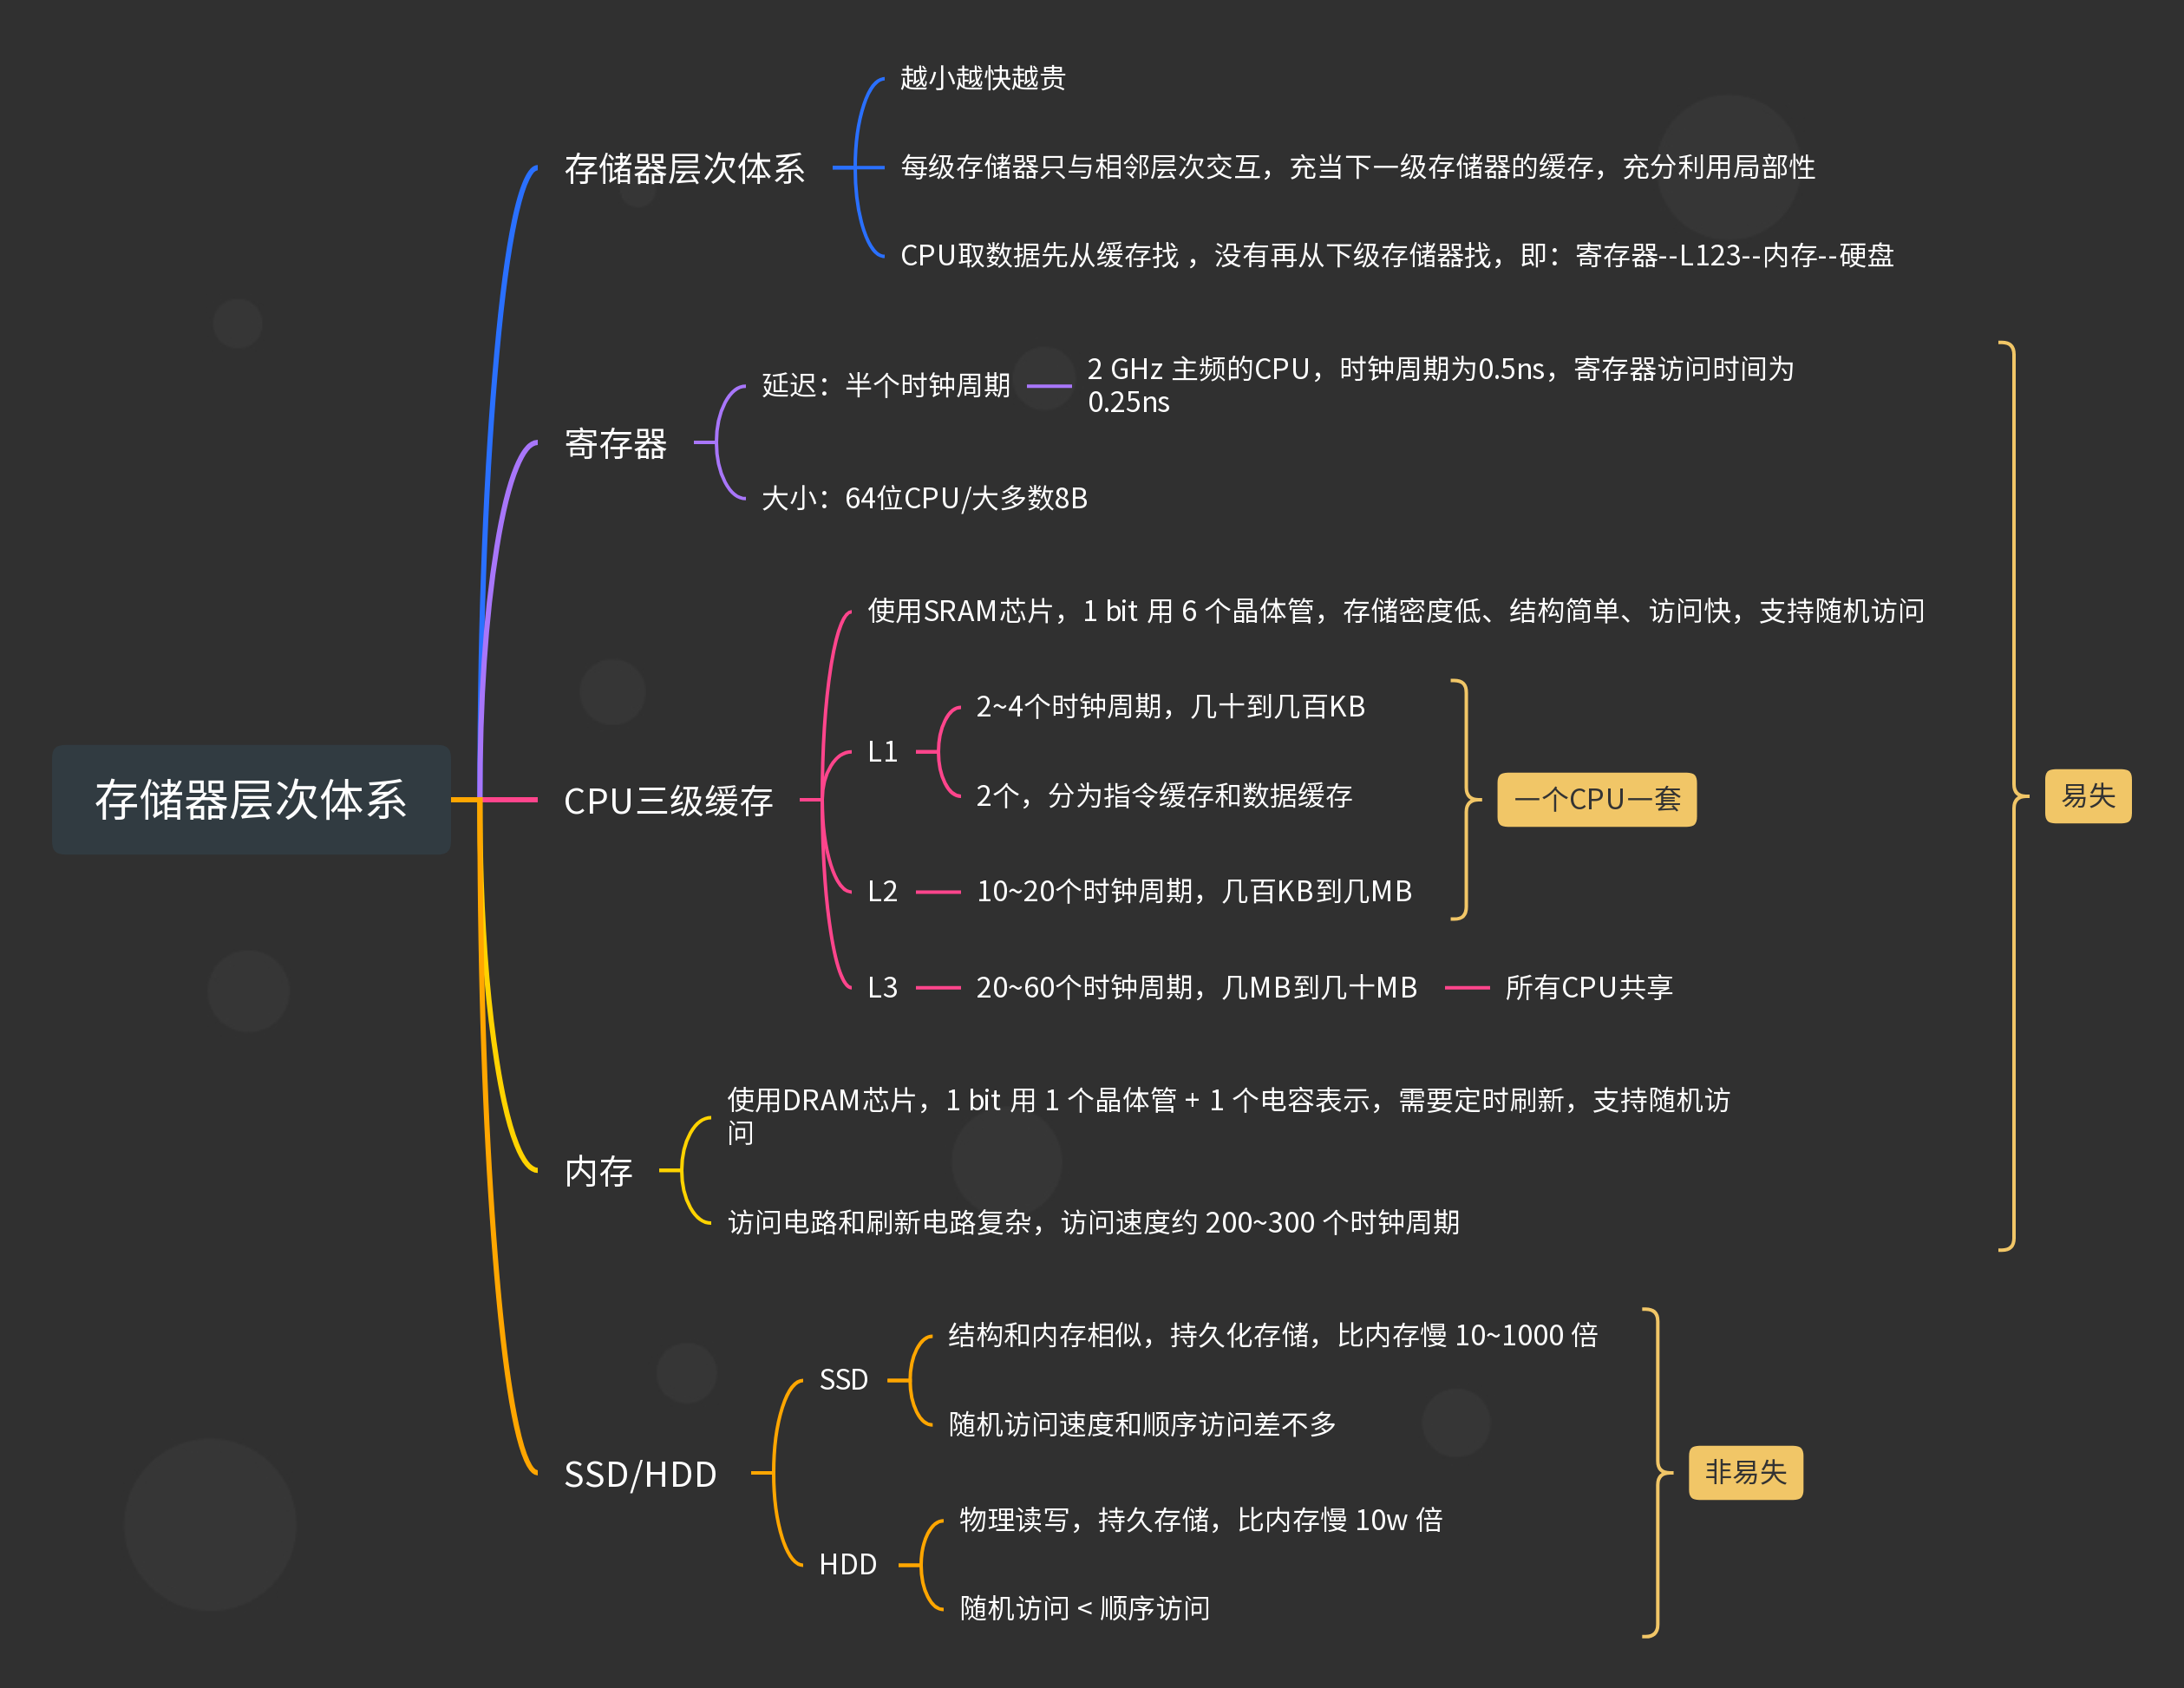 存储器层次体系
存储器层次体系
越小越快越贵
每级存储器只与相邻层次交互，充当下一级存储器的缓存，充分利用局部性
CPU取数据先从缓存找 ，没有再从下级存储器找，即：寄存器--L123--内存--硬盘
寄存器
延迟：半个时钟周期
2 GHz 主频的CPU，时钟周期为0.5ns，寄存器访问时间为
0.25ns
大小：64位CPU/大多数8B
CPU三级缓存
使用SRAM芯片，1 bit 用 6 个晶体管，存储密度低、结构简单、访问快，支持随机访问
L1
2~4个时钟周期，几十到几百KB
2个，分为指令缓存和数据缓存
L2
10~20个时钟周期，几百KB到几MB
一个CPU一套
L3
20~60个时钟周期，几MB到几十MB
所有CPU共享
内存
使用DRAM芯片，1 bit 用 1 个晶体管 + 1 个电容表示，需要定时刷新，支持随机访
问
访问电路和刷新电路复杂，访问速度约 200~300 个时钟周期
易失
SSD/HDD
SSD
结构和内存相似，持久化存储，比内存慢 10~1000 倍
随机访问速度和顺序访问差不多
HDD
物理读写，持久存储，比内存慢 10w 倍
随机访问 < 顺序访问
非易失